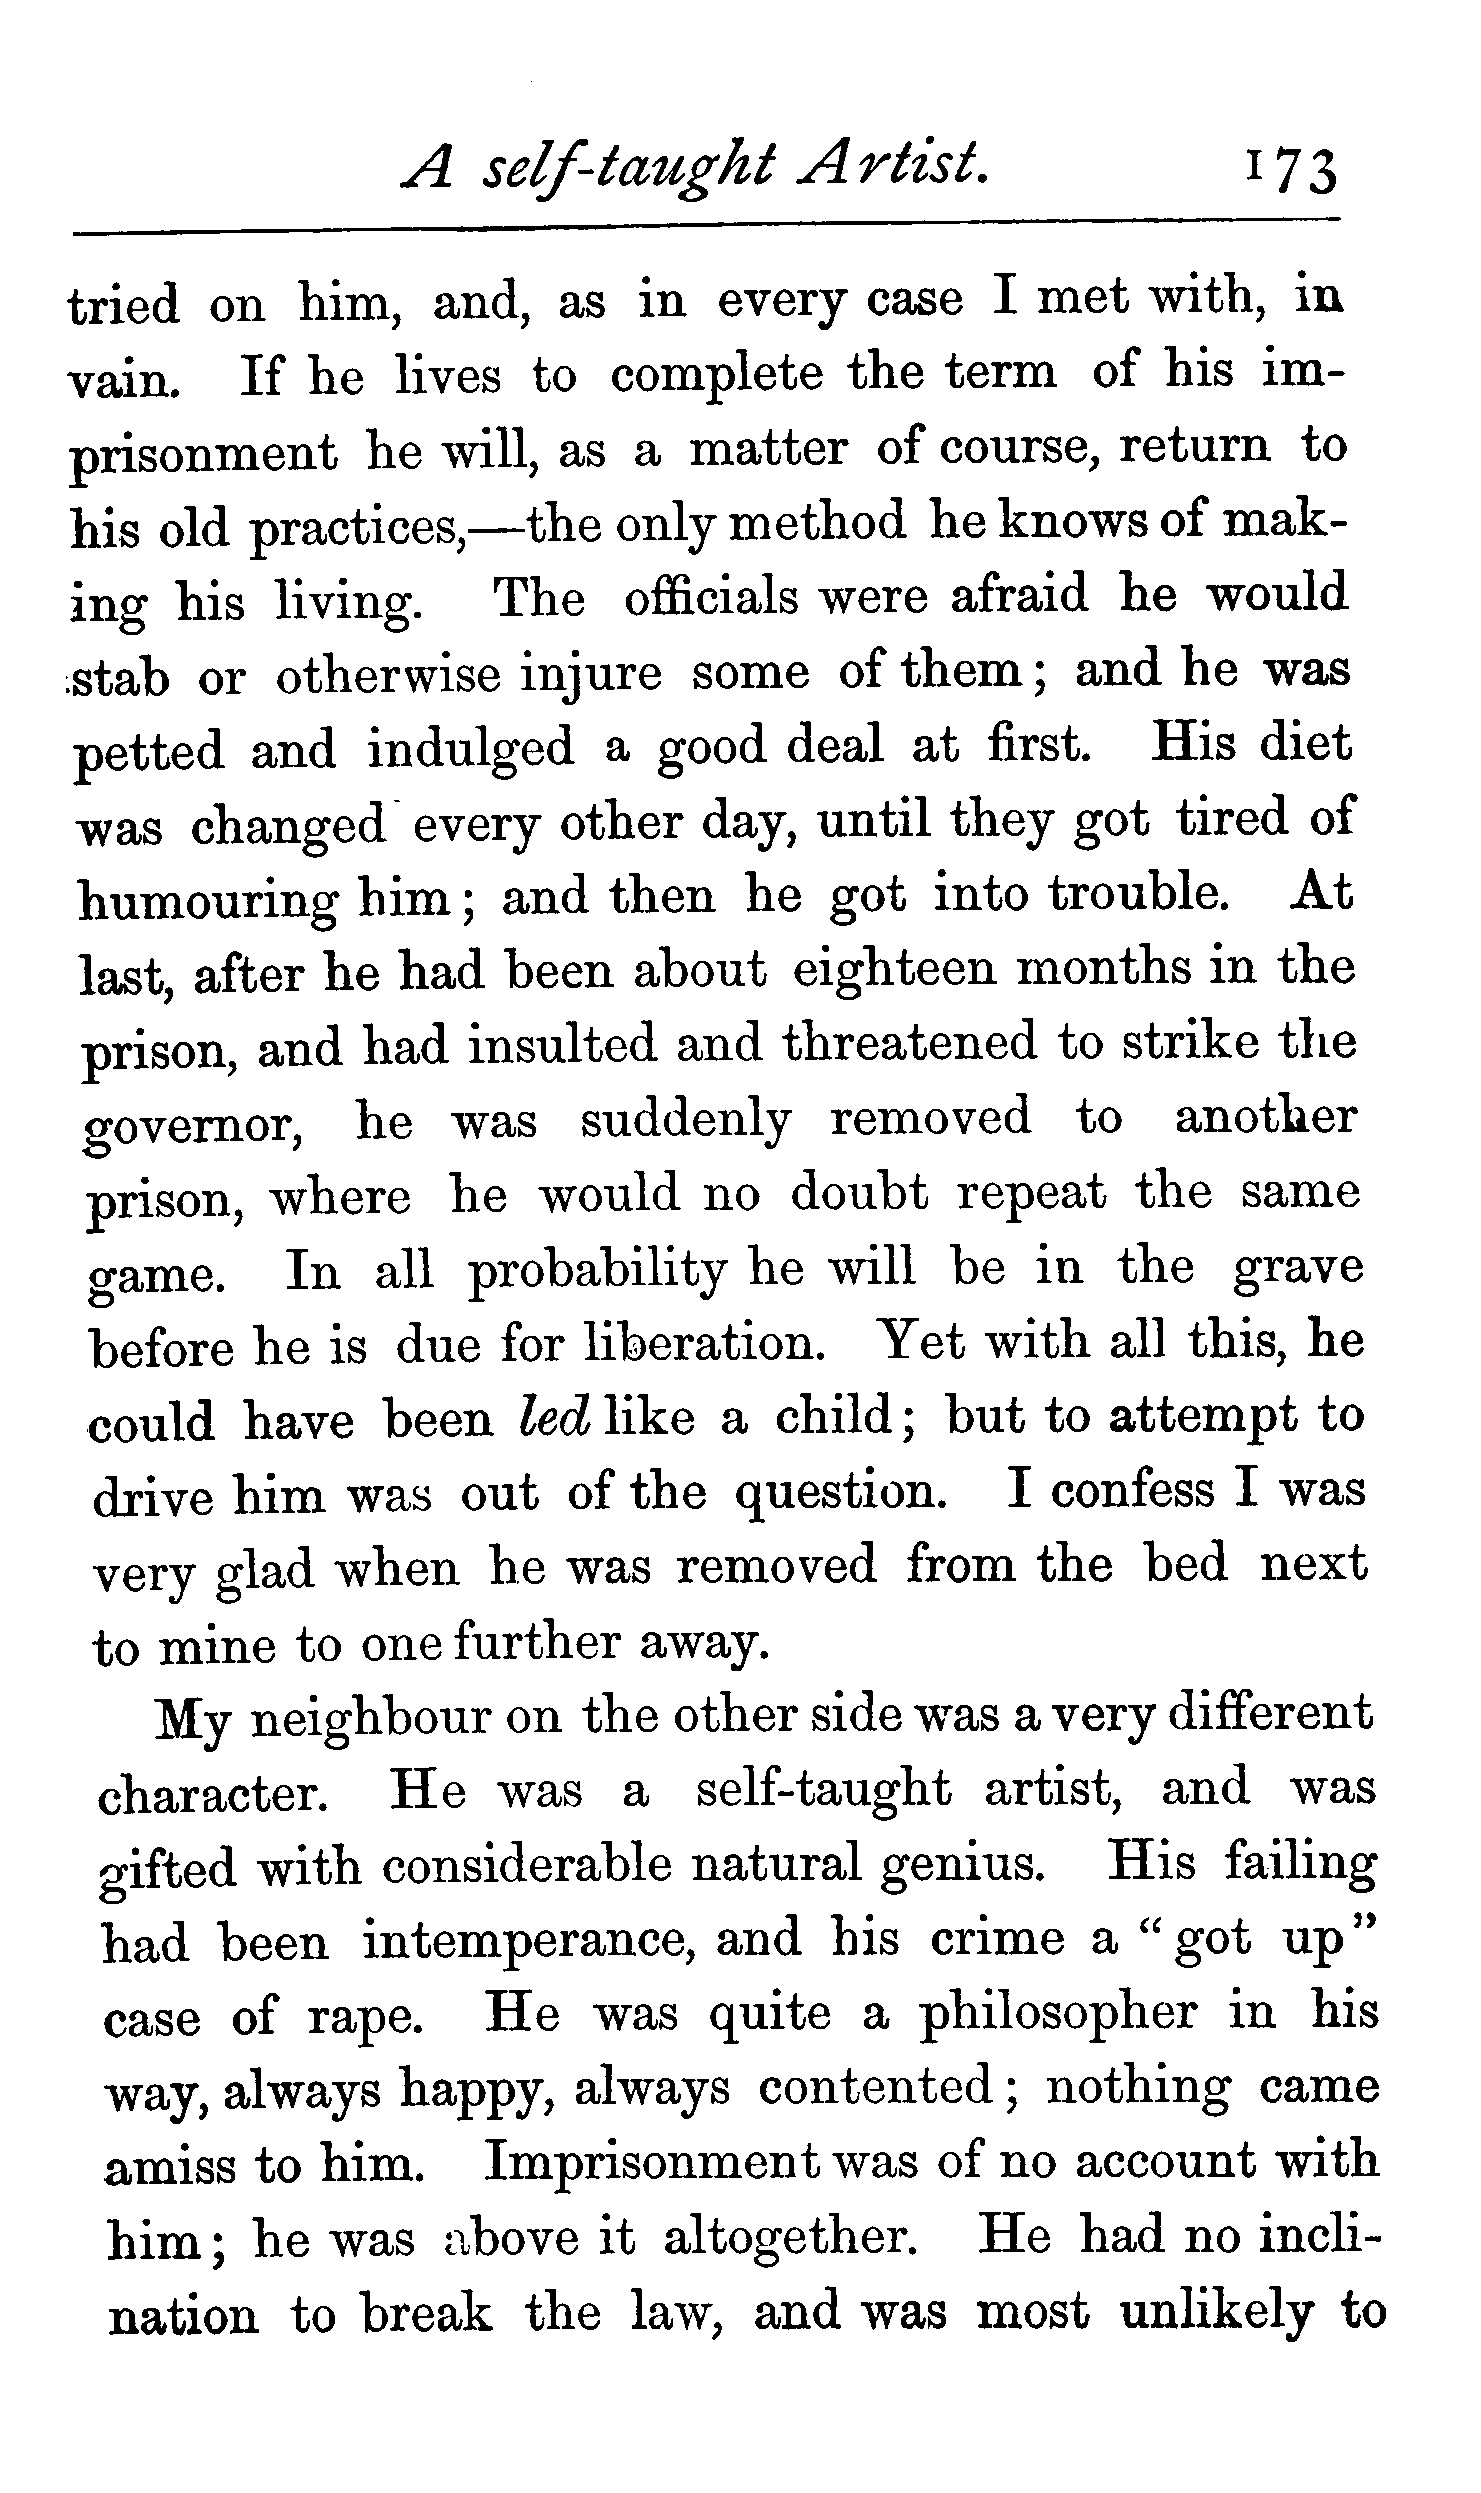 A self-taught Artist. 173
tried on him, and, as in every case I met with, in
vain. If he lives to complete the term of his im-
prisonment he will, as a matter of course, return to
his old practices,—the only method he knows of mak-
ing his living. The officials were afraid he would
stab or otherwise injure some of them; and he was
petted and indulged a good deal at first. His diet
was changed every other day, until they got tired of
humouring him; and then he got into trouble. At
last, after he had been about eighteen months in the
prison, and had insulted and threatened to strike the
governor, he was suddenly removed to another
prison, where he would no doubt repeat the same
game. In all probability he will be in the grave
before he is due for liberation. Yet with all this, he
could have been led like a child; but to attempt to
drive him was out of the question. I confess I was
very glad when he was removed from the bed next
to mine to one further away.
My neighbour on the other side was a very different
character. He was a self-taught artist, and was
gifted with considerable natural genius. His failing
had been intemperance, and his crime a "got up"
case of rape. He was quite a philosopher in his
way, always happy, always contented; nothing came
amiss to him. Imprisonment was of no account with
him; he was above it altogether. He had no incli-
nation to break the law, and was most unlikely to